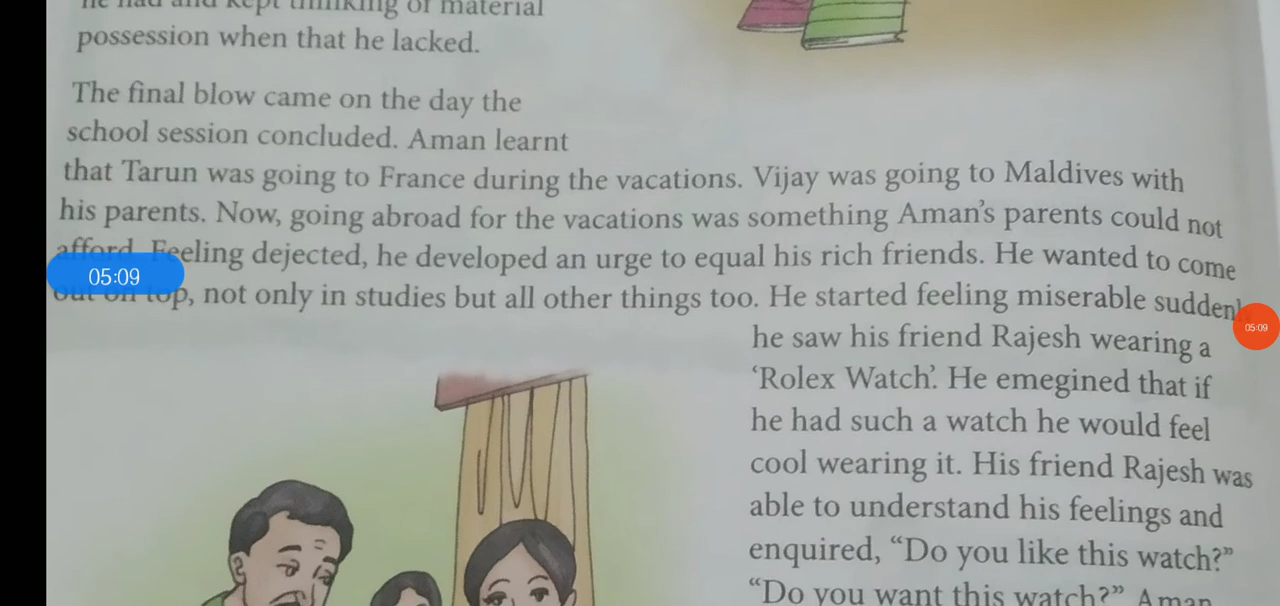 he had and kept thinking of material
possession when that he lacked.
The final blow came on the day the
school session concluded. Aman learnt
that Tarun was going to France during the vacations. Vijay was going to Maldives with
his parents. Now, going abroad for the vacations was something Aman's parents could not
afford. Feeling dejected, he developed an urge to equal his rich friends. He wanted to come
out on top, not only in studies but all other things too. He started feeling miserable
he saw his friend Rajesh wearing a
‘Rolex Watch’. He emegined that if
he had such a watch he would feel
cool wearing it. His friend Rajesh was
able to understand his feelings and
enquired, “Do you like this watch?”
“Do you want this watch?” Aman
05:09
05:09